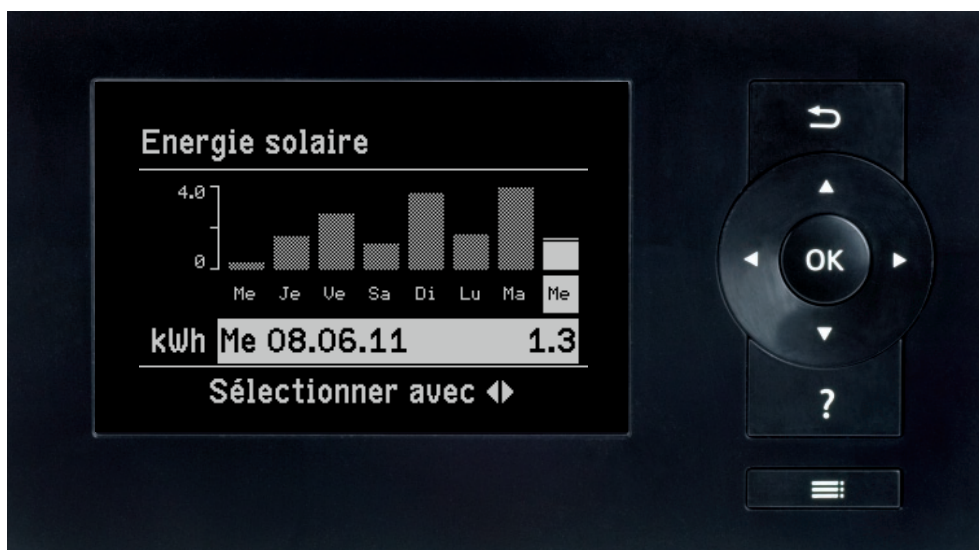 Energie solaire
4.0
0
Me Je Ve Sa Di Lu Ma Me
kWh Me 08.06.11 1.3
Sélectionner avec
OK
?